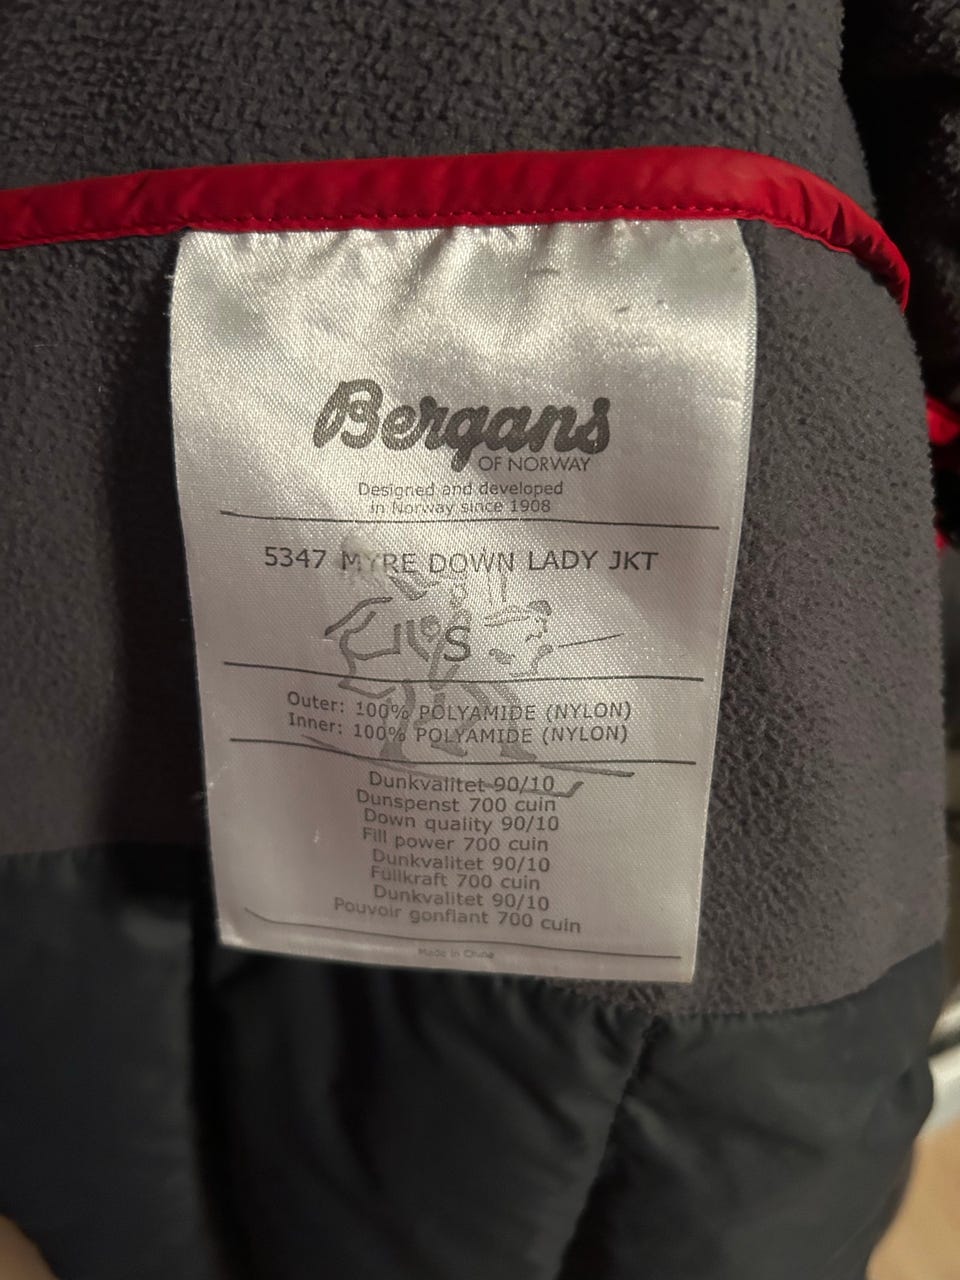 Bergans
OF NORWAY
Designed and developed
in Norway since 1908
5347 MYRE DOWN LADY JKT
S
Outer: 100% POLYAMIDE (NYLON)
Inner: 100% POLYAMIDE (NYLON)
Dunkvalitet 90/10
Dunspenst 700 cuin
Down quality 90/10
Fill power 700 cuin
Dunkvalitet 90/10
Füllkraft 700 cuin
Dunkvalitet 90/10
Pouvoir gonflant 700 cuin
Made in China